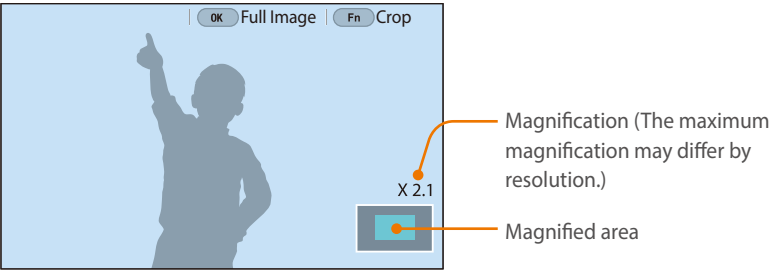 OK Full Image Fn Crop
Magnification (The maximum
magnification may differ by
resolution.)
X 2.1
Magnified area